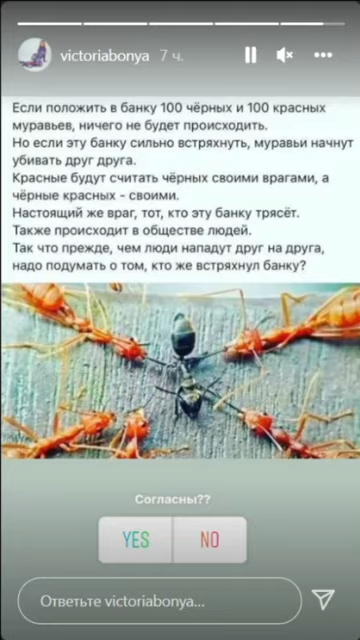 victoriabonya 7 ч.
Если положить в банку 100 чёрных и 100 красных
муравьев, ничего не будет происходить.
Но если эту банку сильно встряхнуть, муравьи начнут
убивать друг друга.
Красные будут считать чёрных своими врагами, а
чёрные красных - своими.
Настоящий же враг, тот, кто эту банку трясёт.
Также происходит в обществе людей.
Так что прежде, чем люди нападут друг на друга,
надо подумать о том, кто же встряхнул банку?
Согласны??
YES NO
Ответьте victoriabonya...